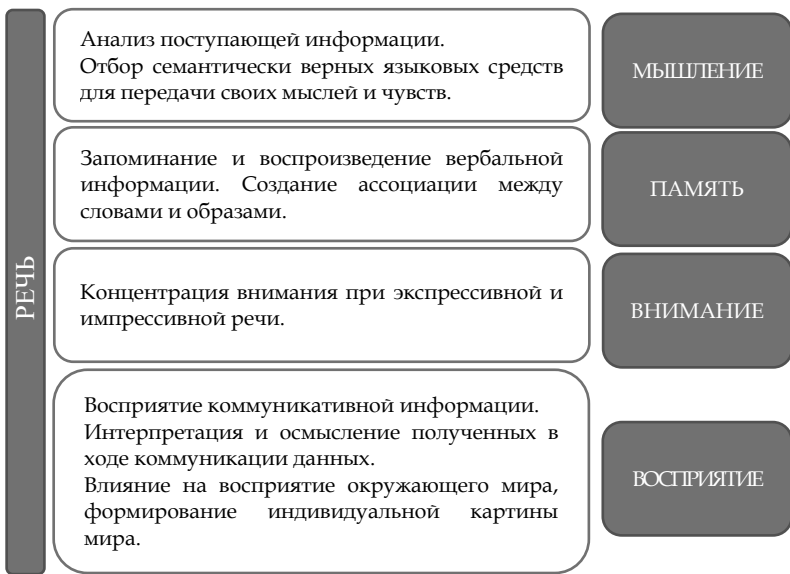 РЕЧЬ
Анализ поступающей информации.
Отбор семантически верных языковых средств
для передачи своих мыслей и чувств.
МЫШЛЕНИЕ
Запоминание и воспроизведение вербальной
информации. Создание ассоциации между
словами и образами.
ПАМЯТЬ
Концентрация внимания при экспрессивной и
импрессивной речи.
ВНИМАНИЕ
Восприятие коммуникативной информации.
Интерпретация и осмысление полученных в
ходе коммуникации данных.
Влияние на восприятие окружающего мира,
формирование индивидуальной картины
мира.
ВОСПРИЯТИЕ